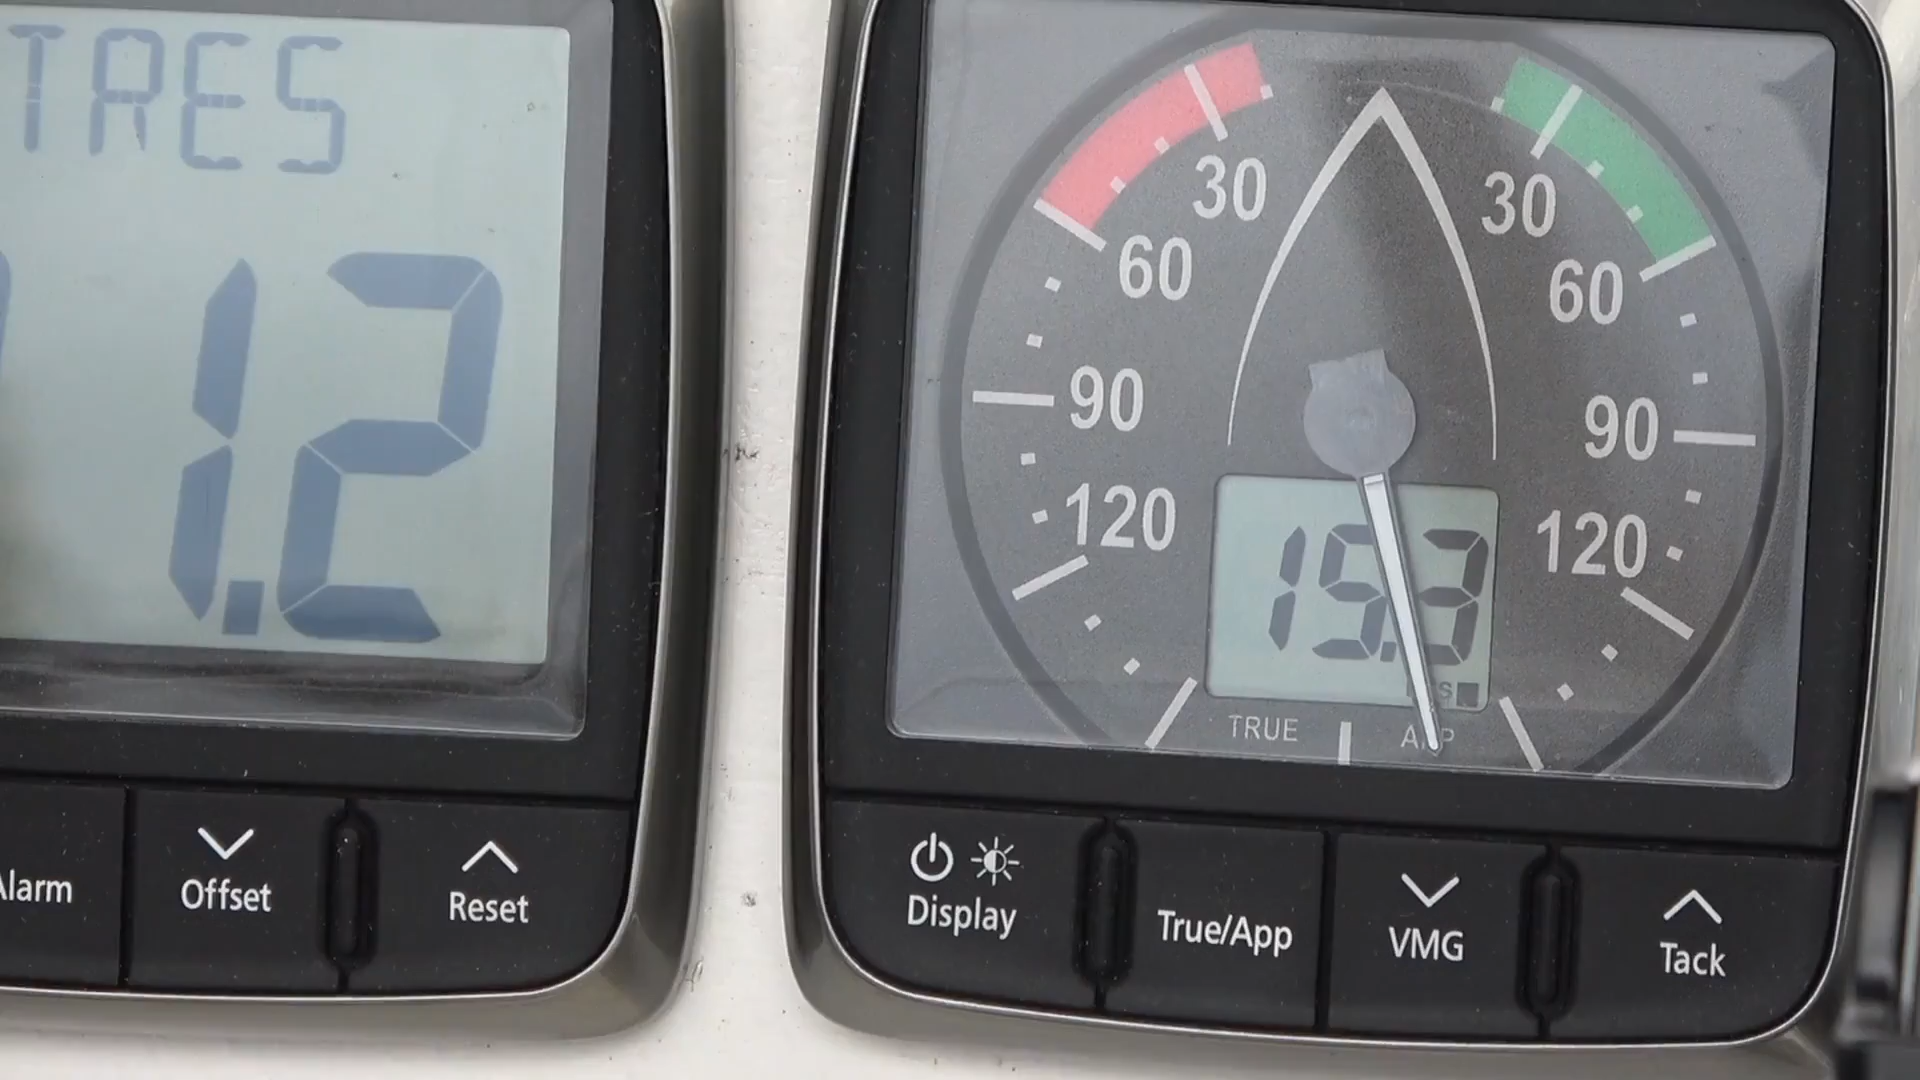 TRES
1.2
Alarm
Offset
Reset
30
30
60
60
90
90
120
120
19.3
TRUE
APP
Display
True/App
VMG
Tack